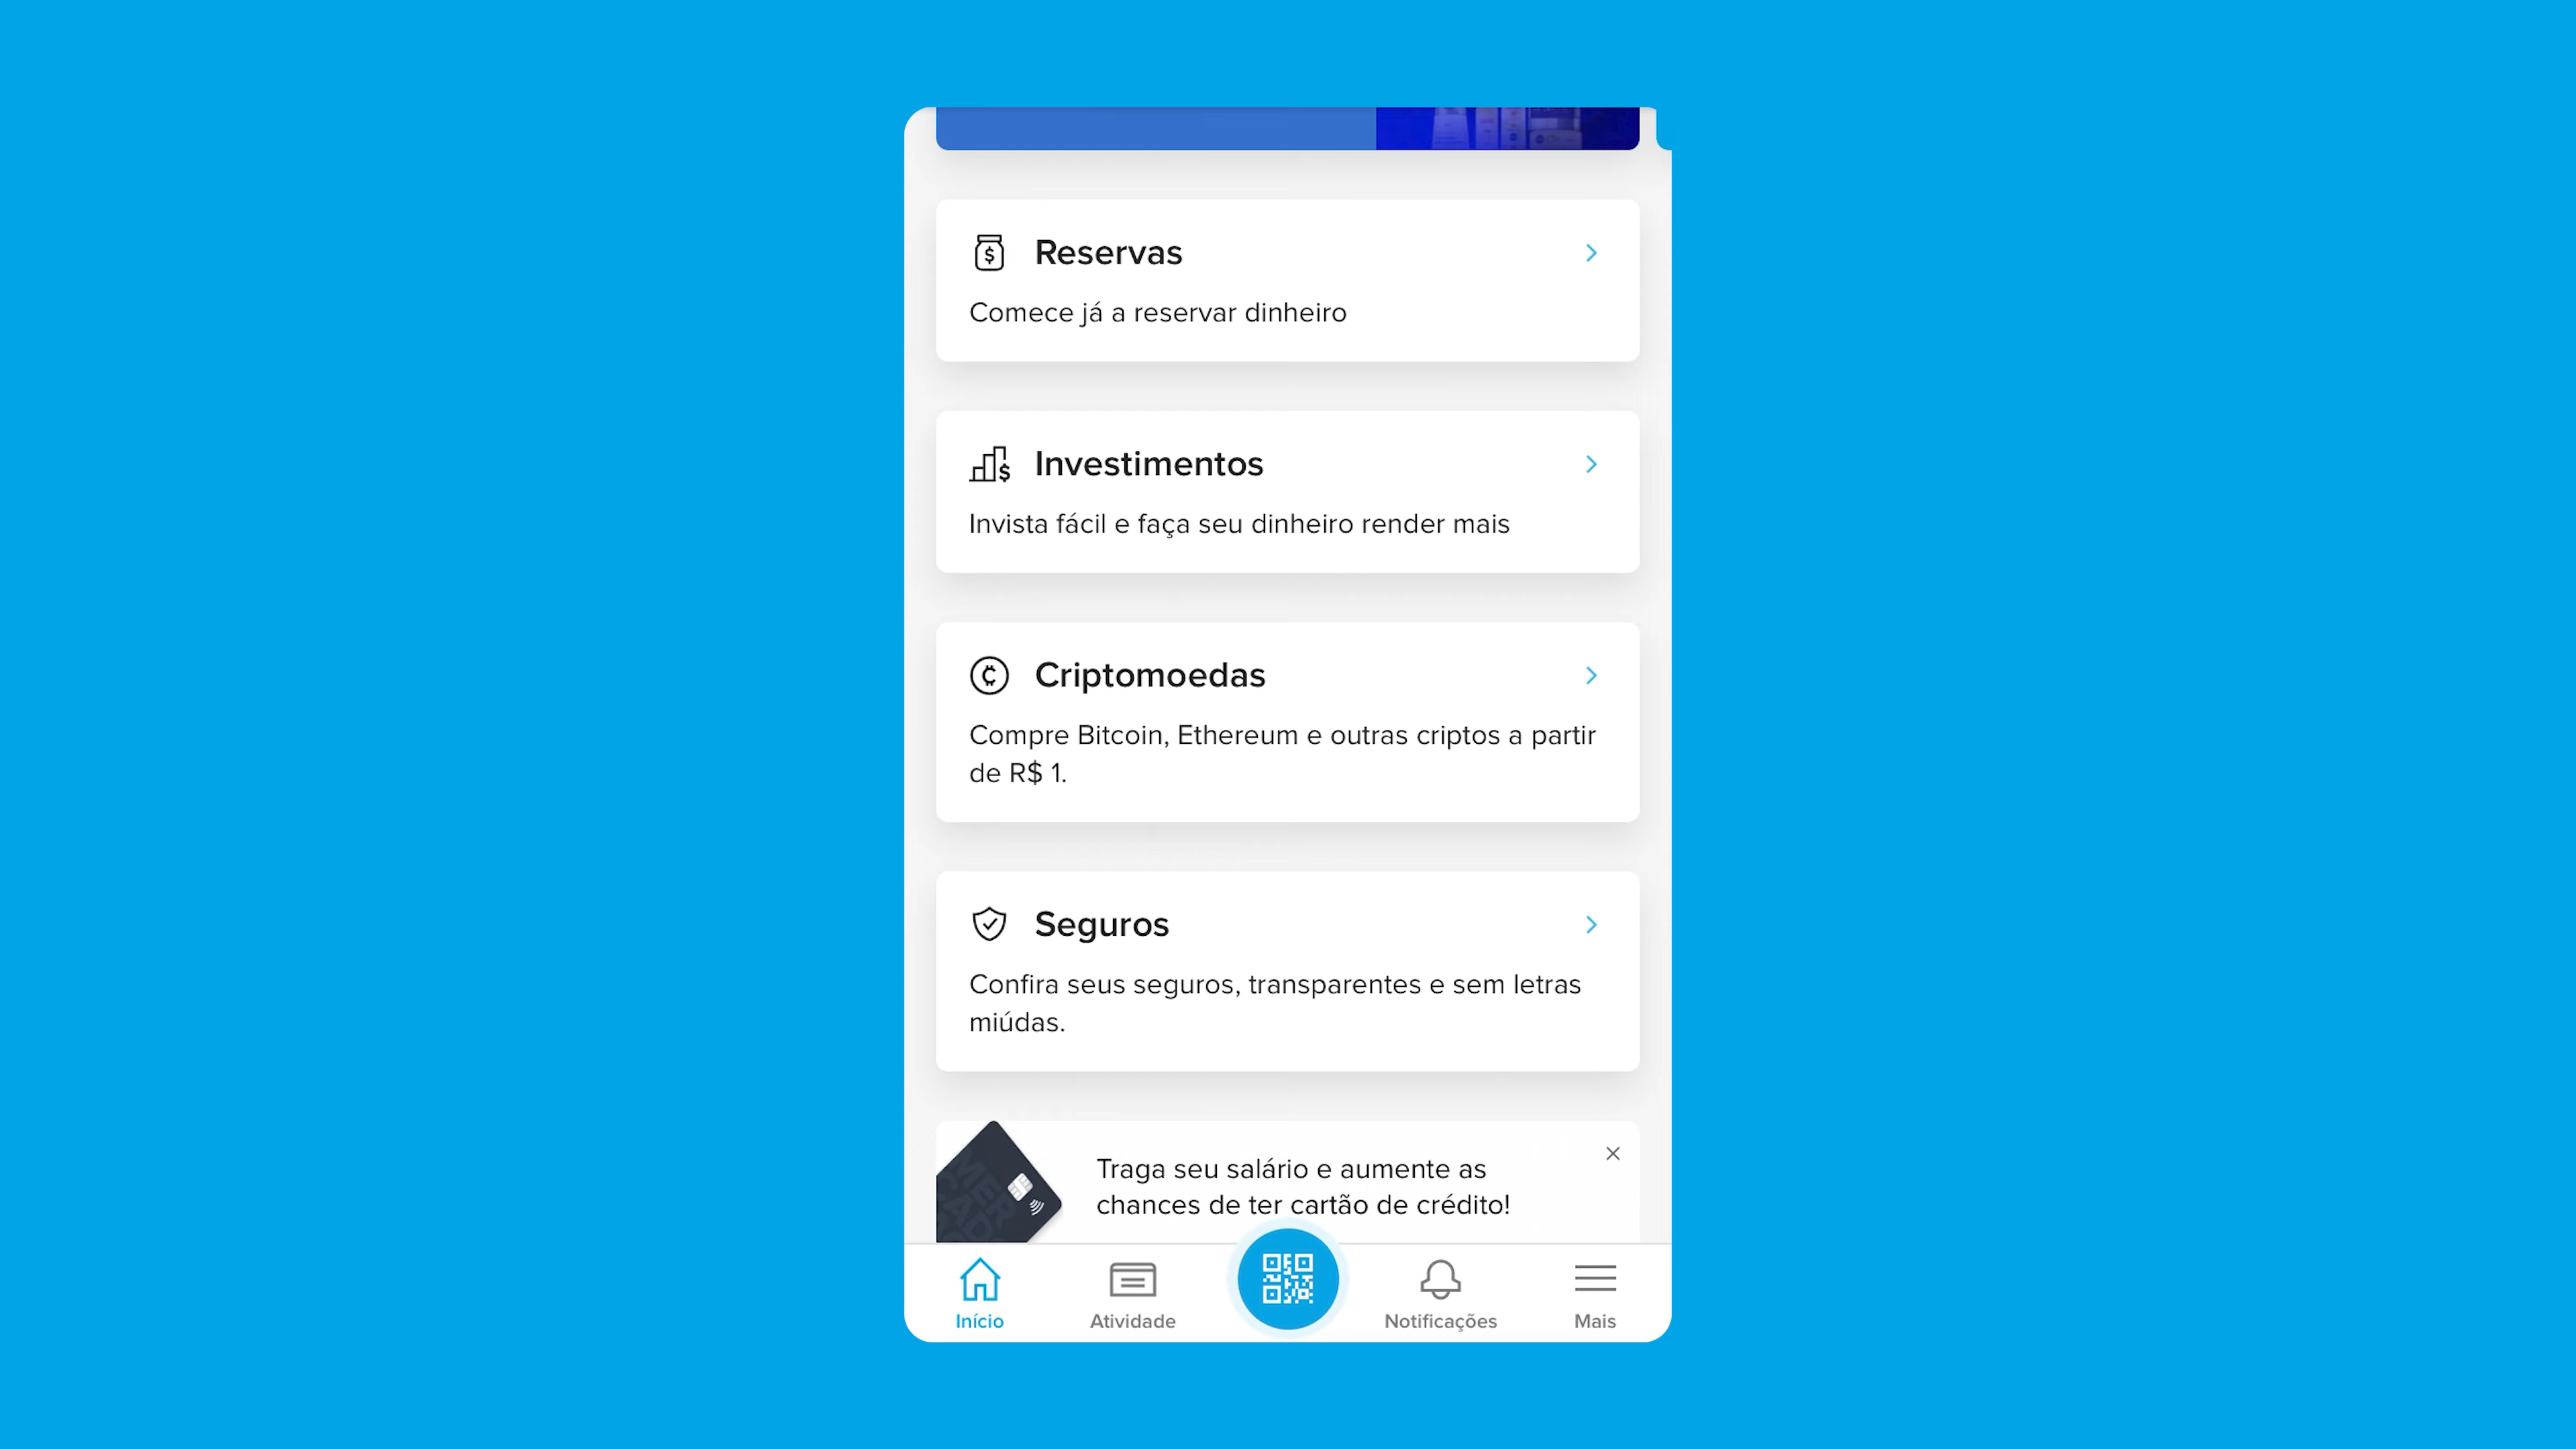 Reservas
Comece já a reservar dinheiro
Investimentos
Invista fácil e faça seu dinheiro render mais
Criptomoedas
Compre Bitcoin, Ethereum e outras criptos a partir
de R$ 1.
Seguros
Confira seus seguros, transparentes e sem letras
miúdas.
Traga seu salário e aumente as
chances de ter cartão de crédito!
Início
Atividade
Notificações
Mais